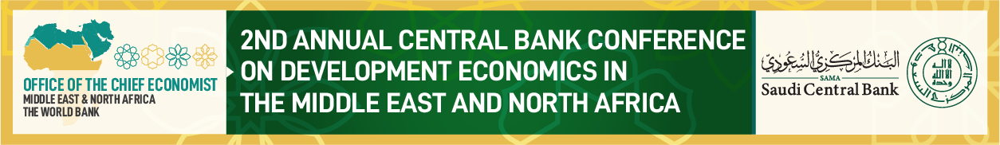 OFFICE OF THE CHIEF ECONOMIST
MIDDLE EAST & NORTH AFRICA
THE WORLD BANK
2ND ANNUAL CENTRAL BANK CONFERENCE
ON DEVELOPMENT ECONOMICS IN
THE MIDDLE EAST AND NORTH AFRICA
البنك المركزي السعودي
SAMA
Saudi Central Bank